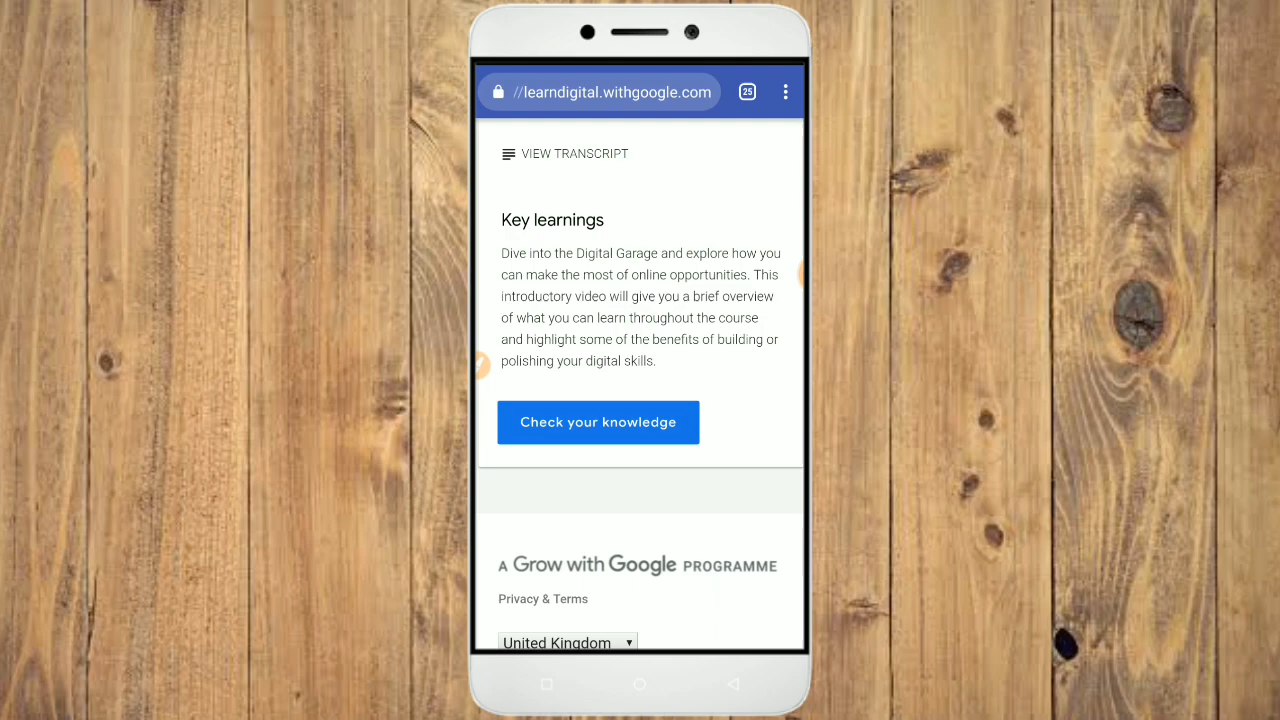 //learndigital.withgoogle.com 25
VIEW TRANSCRIPT
Key learnings
Dive into the Digital Garage and explore how you
can make the most of online opportunities. This
introductory video will give you a brief overview
of what you can learn throughout the course
and highlight some of the benefits of building or
polishing your digital skills.
Check your knowledge
A Grow with Google PROGRAMME
Privacy & Terms
United Kingdom